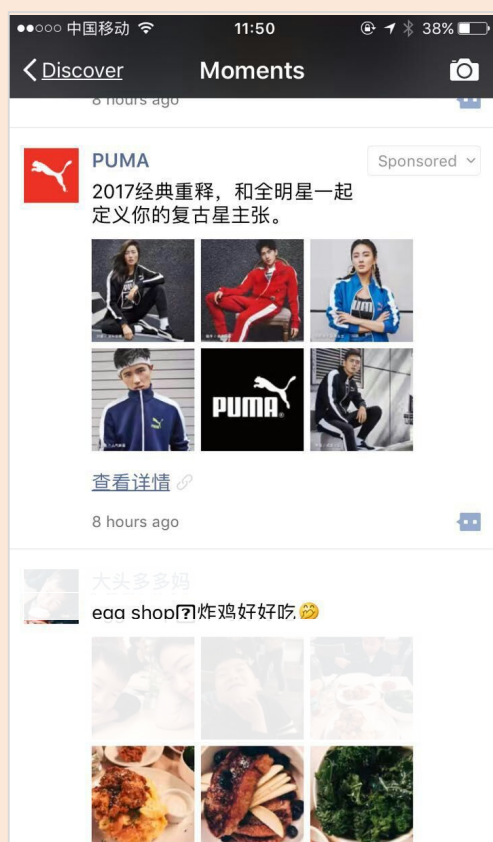 中国移动 11:50 38%
Discover Moments
8 hours ago
PUMA Sponsored
2017经典重释，和全明星一起
定义你的复古星主张。
PUMA
查看详情
8 hours ago
大头多多妈
egg shop炸鸡好好吃